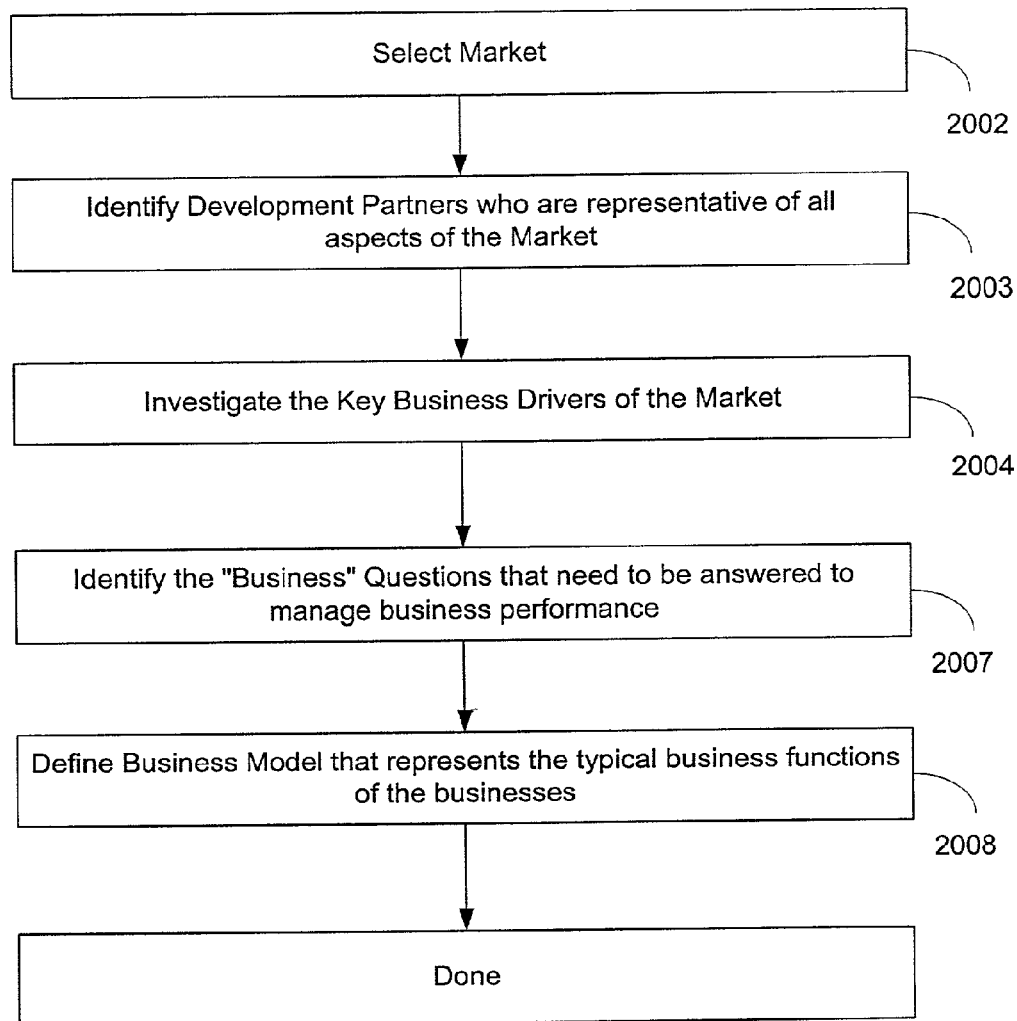 Select Market
2002
Identify Development Partners who are representative of all
aspects of the Market
2003
Investigate the Key Business Drivers of the Market
2004
Identify the "Business" Questions that need to be answered to
manage business performance
2007
Define Business Model that represents the typical business functions
of the businesses
2008
Done